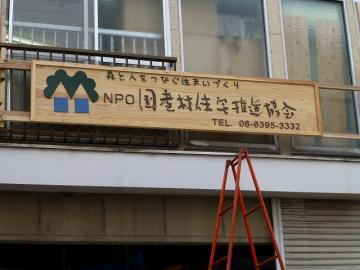 森と人をつなぐ住まいづくり
NPO 国産材住宅推進協会
TEL. 06-6395-3332